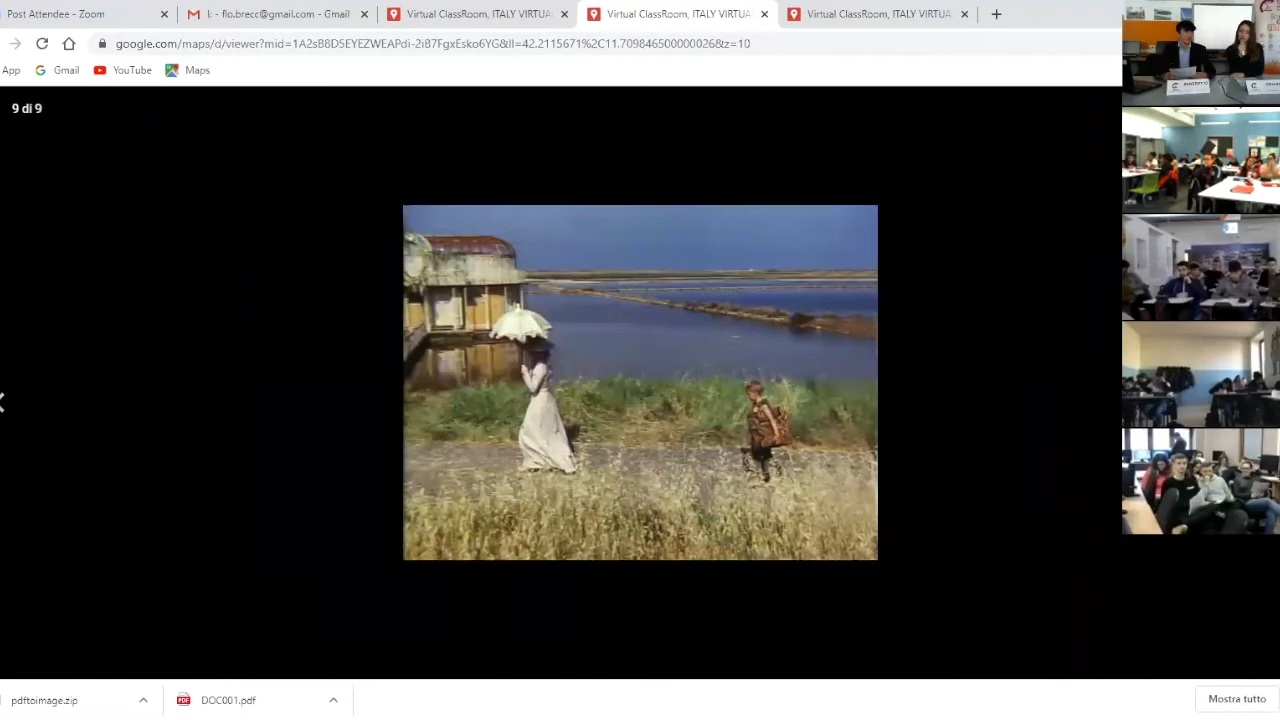 Post Attendee - Zoom
I: - flo.brecc@gmail.com - Gmail
Virtual ClassRoom, ITALY VIRTUA
Virtual ClassRoom, ITALY VIRTUA
Virtual ClassRoom, ITALY VIRTUA
google.com/maps/d/viewer?mid=1A2sB8D5EYEZWEAPdi-2iB7FgxEskoXYG&ll=42.2115671%2C11.709846500000026&z=10
App
Gmail
YouTube
Maps
9 di 9
pdftoimage.zip
PDF
DOC001.pdf
Mostra tutto